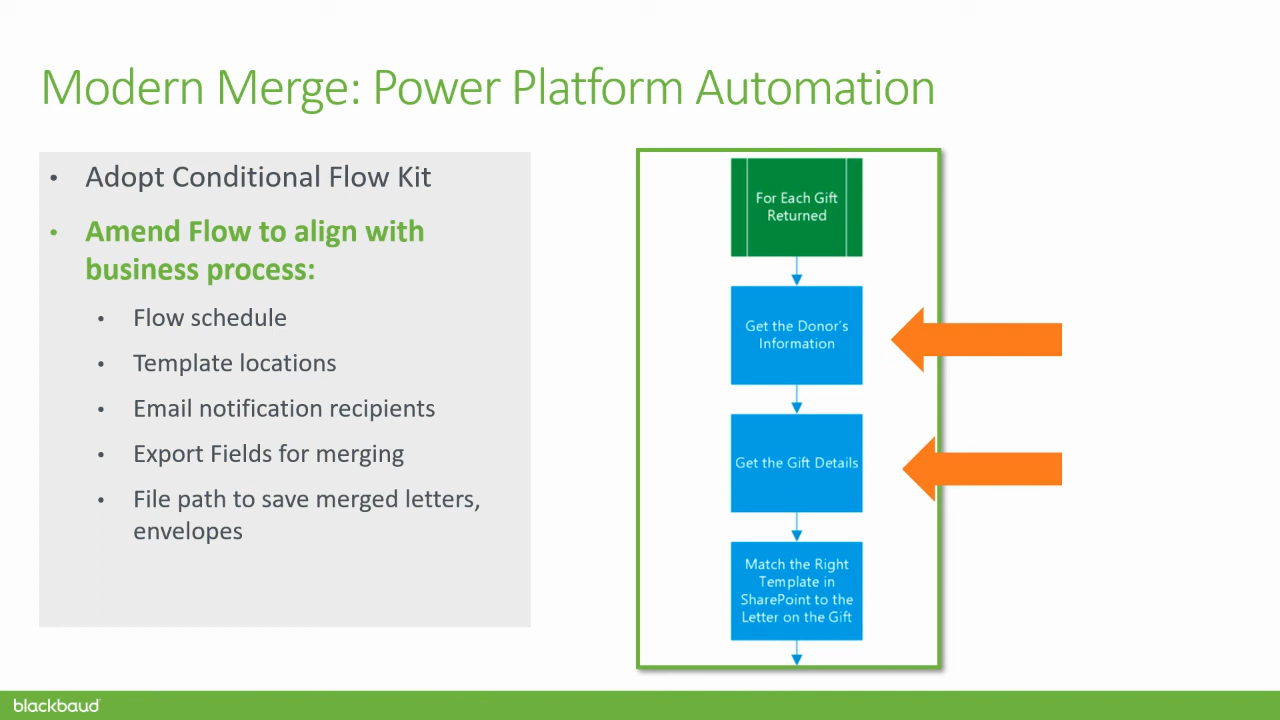 Modern Merge: Power Platform Automation
• Adopt Conditional Flow Kit
• Amend Flow to align with
business process:
• Flow schedule
• Template locations
• Email notification recipients
• Export Fields for merging
• File path to save merged letters,
envelopes
For Each Gift
Returned
Get the Donor's
Information
Get the Gift Details
Match the Right
Template in
SharePoint to the
Letter on the Gift
blackbaud